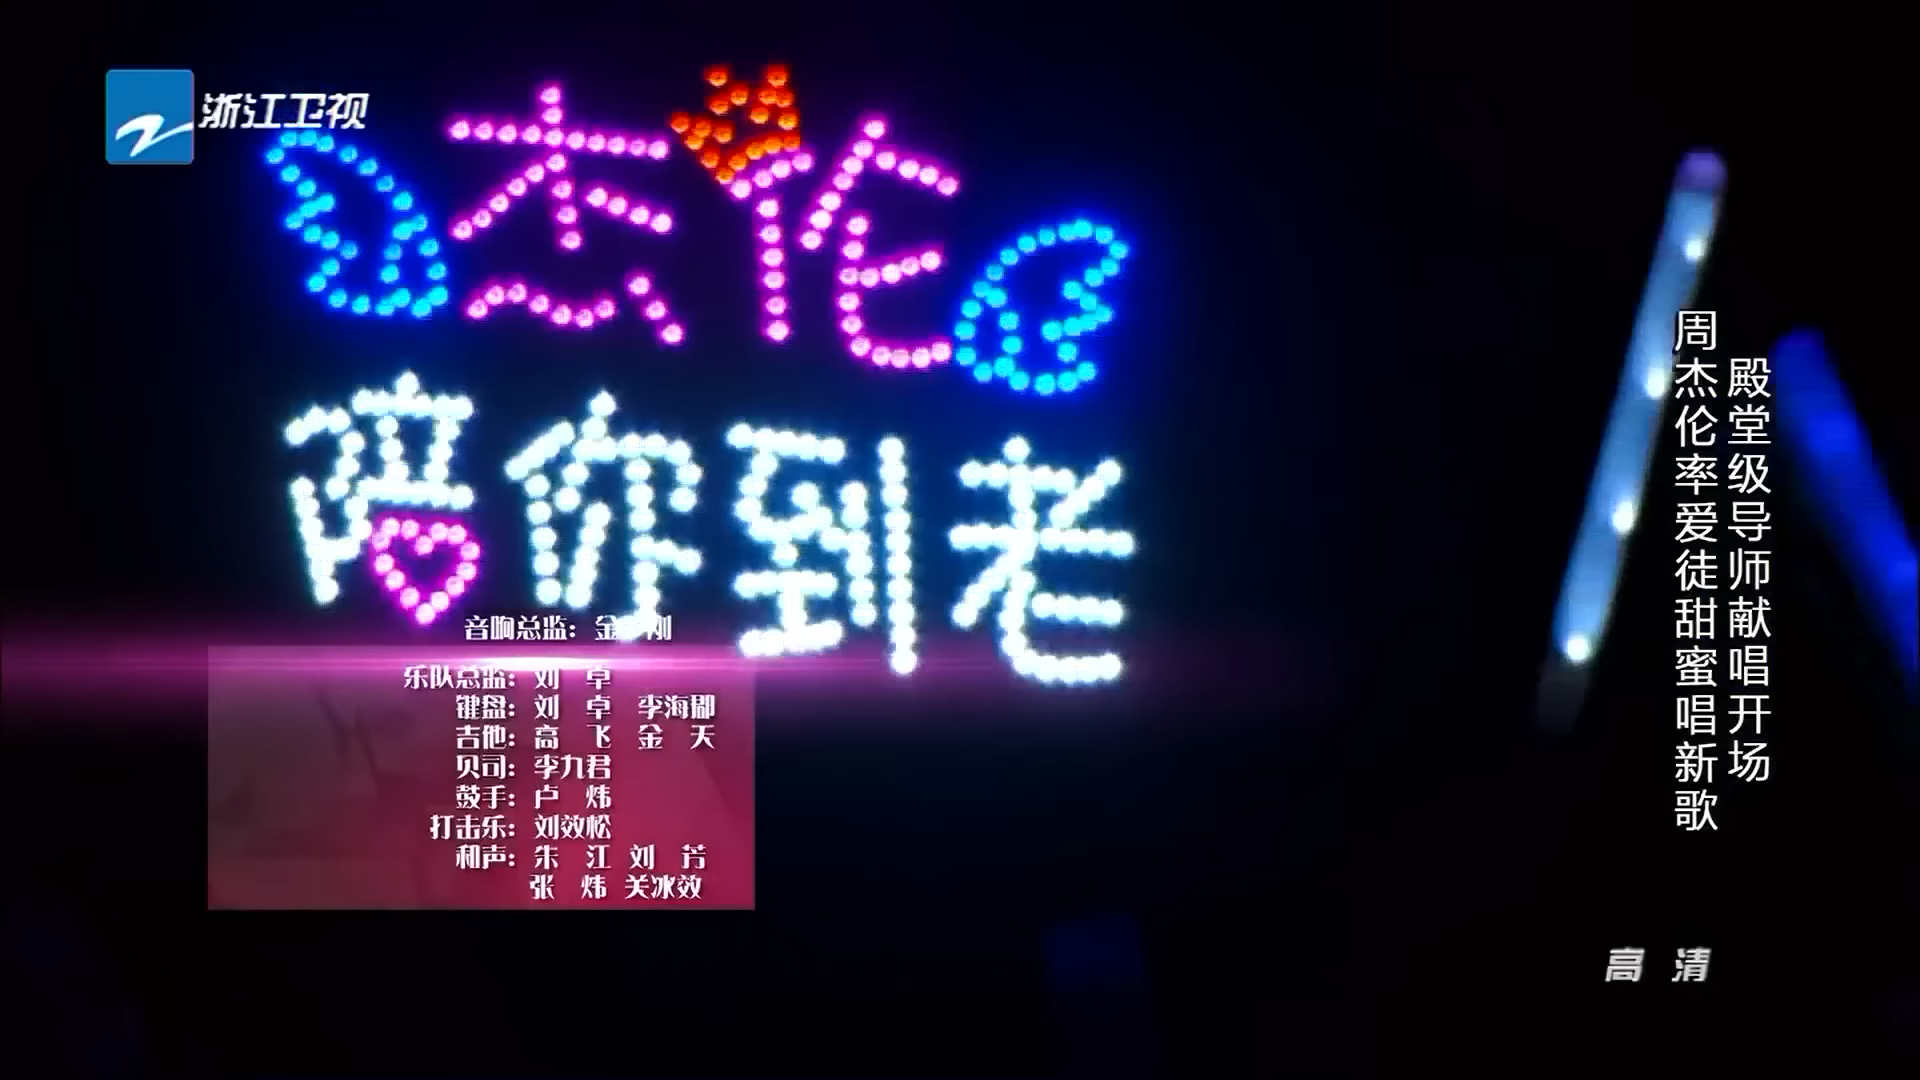 浙江卫视
杰伦
陪你到老
殿堂级导师献唱开场
周杰伦率爱徒甜蜜唱新歌
音响总监：金 刚
乐队总监：刘 卓
键盘：刘 卓 李海郡
吉他：高 飞 金 天
贝司：李九君
鼓手：卢 炜
打击乐：刘效松
和声：朱 江 刘 芳
张 炜 关冰效
高清